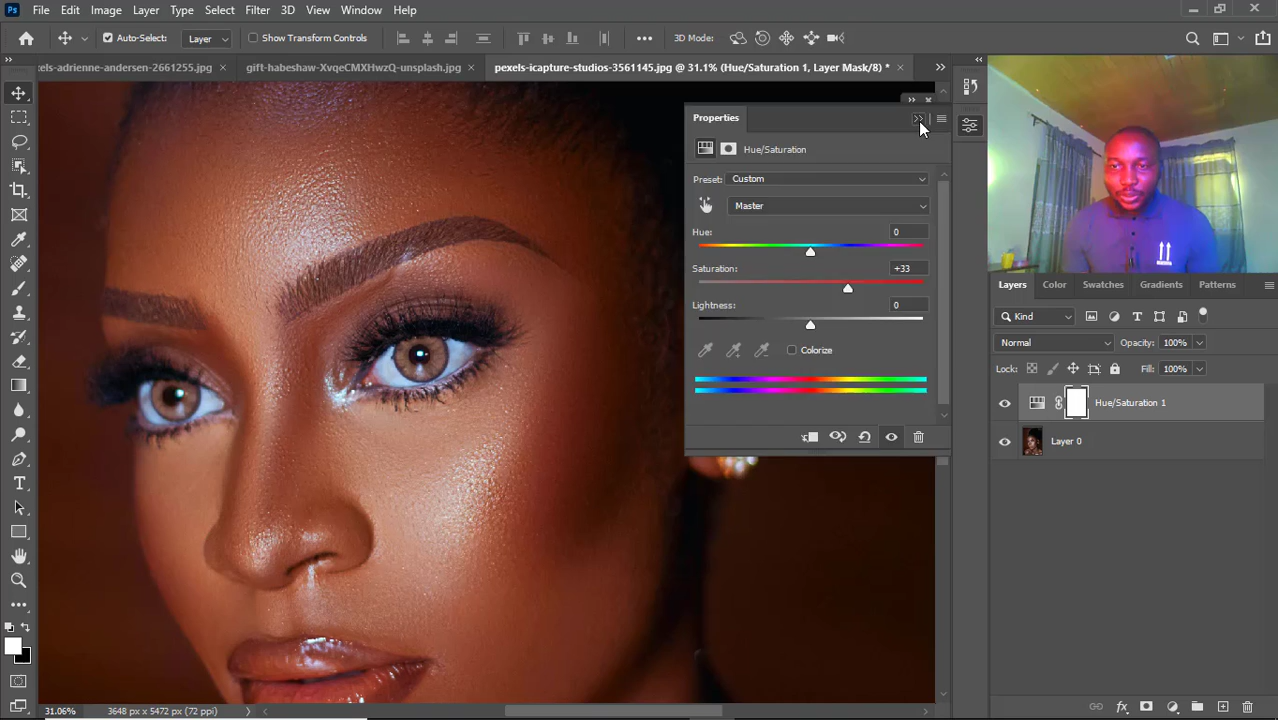 Ps File Edit Image Layer Type Select Filter 3D View Window Help
Auto-Select: Layer Show Transform Controls 3D Mode:
xels-adrienne-andersen-2661255.jpg gift-habeshaw-XvqeCMXHwzQ-unsplash.jpg pexels-icapture-studios-3561145.jpg @ 31.1% (Hue/Saturation 1, Layer Mask/8) *
Properties
Hue/Saturation
Preset: Custom
Master
Hue: 0
Saturation: +33
Lightness: 0
Colorize
Layers Color Swatches Gradients Patterns
Kind
Normal Opacity: 100%
Lock: Fill: 100%
Hue/Saturation 1
Layer 0
31.06% 3648 px x 5472 px (72 ppi)